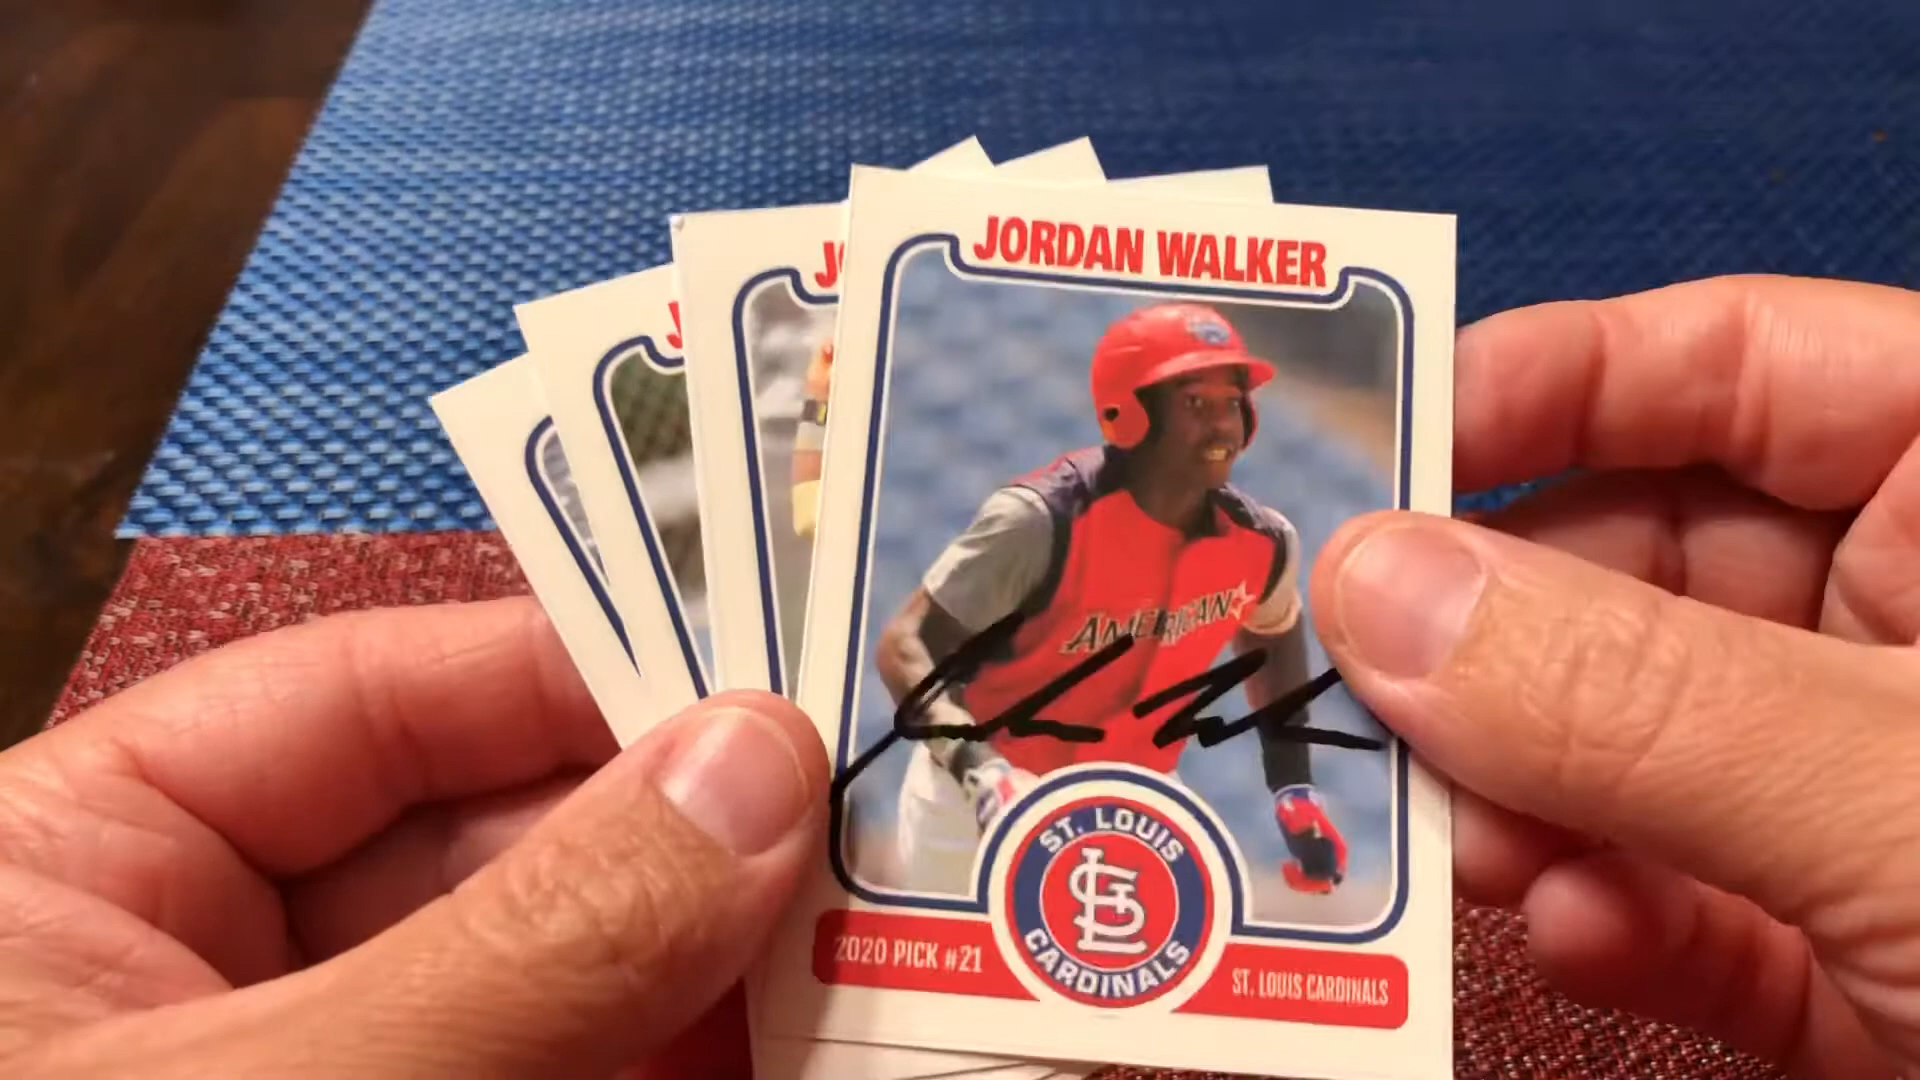 JORDAN WALKER
AMERICAN
ST. LOUIS
CARDINALS
2020 PICK #21
ST. LOUIS CARDINALS